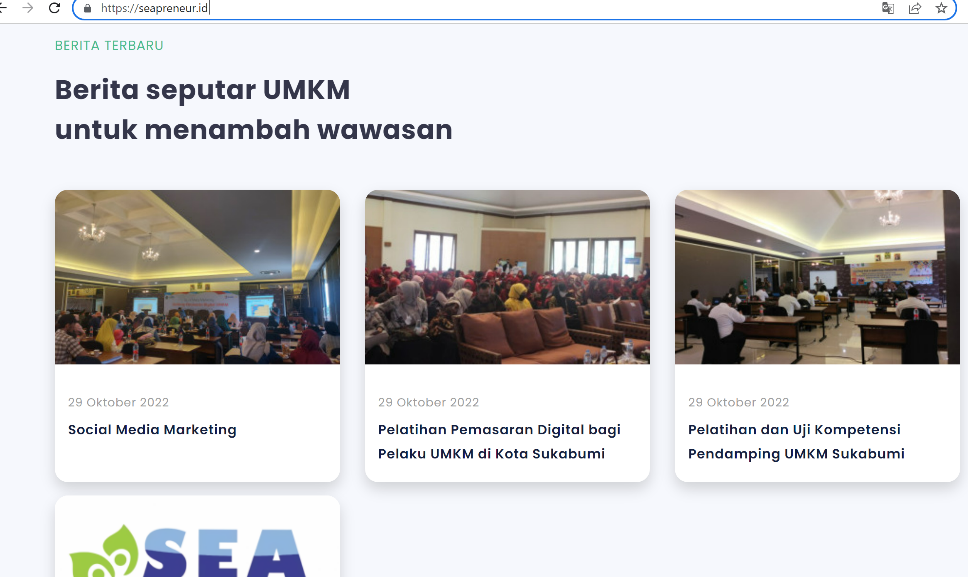 https://seapreneur.id
BERITA TERBARU
Berita seputar UMKM
untuk menambah wawasan
29 Oktober 2022
Social Media Marketing
29 Oktober 2022
Pelatihan Pemasaran Digital bagi
Pelaku UMKM di Kota Sukabumi
29 Oktober 2022
Pelatihan dan Uji Kompetensi
Pendamping UMKM Sukabumi
SEA